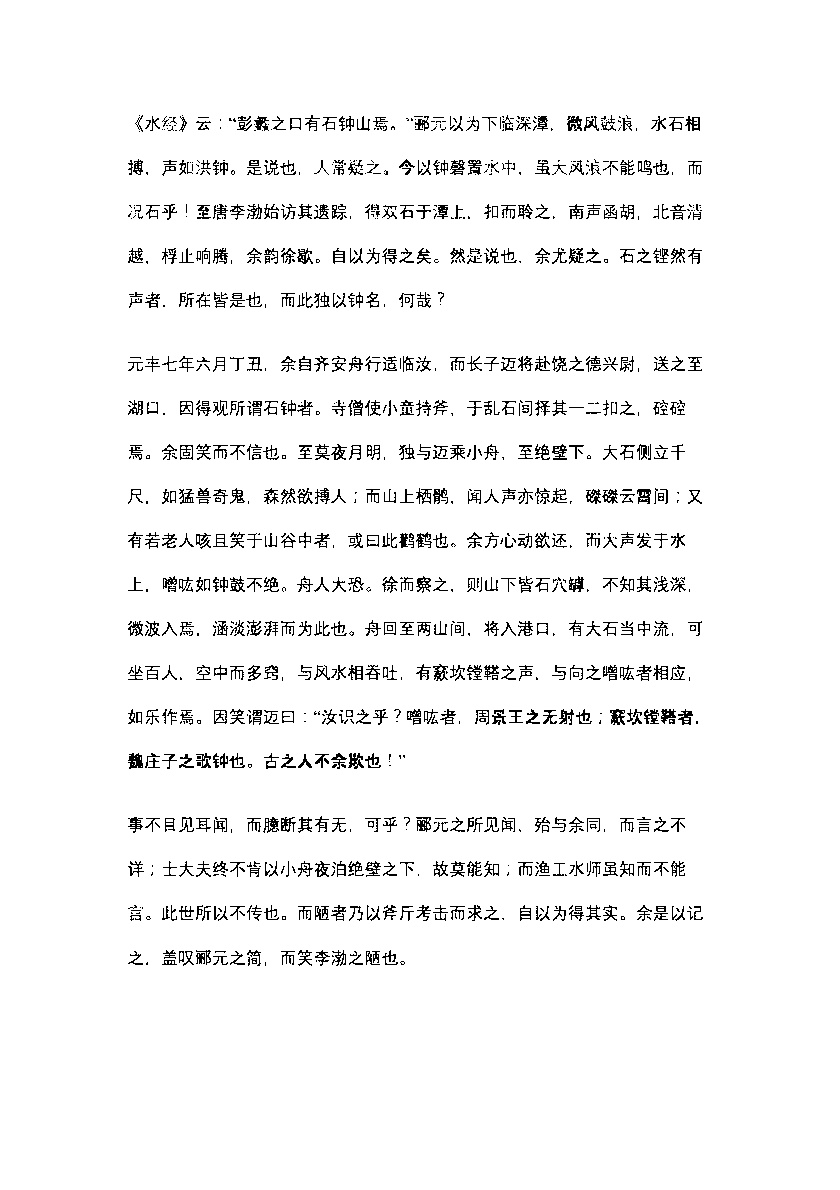 《水经》云：“彭蠡之口有石钟山焉。”郦元以为下临深潭，微风鼓浪，水石相
搏，声如洪钟。是说也，人常疑之。今以钟磬置水中，虽大风浪不能鸣也，而
况石乎！至唐李渤始访其遗踪，得双石于潭上，扣而聆之，南声函胡，北音清
越，桴止响腾，余韵徐歇。自以为得之矣。然是说也，余尤疑之。石之铿然有
声者，所在皆是也，而此独以钟名，何哉？
元丰七年六月丁丑，余自齐安舟行适临汝，而长子迈将赴饶之德兴尉，送之至
湖口，因得观所谓石钟者。寺僧使小童持斧，于乱石间择其一二扣之，硿硿
焉。余固笑而不信也。至莫夜月明，独与迈乘小舟，至绝壁下。大石侧立千
尺，如猛兽奇鬼，森然欲搏人；而山上栖鹘，闻人声亦惊起，磔磔云霄间；又
有若老人咳且笑于山谷中者，或曰此鹳鹤也。余方心动欲还，而大声发于水
上，噌吰如钟鼓不绝。舟人大恐。徐而察之，则山下皆石穴罅，不知其浅深，
微波入焉，涵淡澎湃而为此也。舟回至两山间，将入港口，有大石当中流，可
坐百人，空中而多窍，与风水相吞吐，有窾坎镗鞳之声，与向之噌吰者相应，
如乐作焉。因笑谓迈曰：“汝识之乎？噌吰者，周景王之无射也；窾坎镗鞳者，
魏庄子之歌钟也。古之人不余欺也！”
事不目见耳闻，而臆断其有无，可乎？郦元之所见闻，殆与余同，而言之不
详；士大夫终不肯以小舟夜泊绝壁之下，故莫能知；而渔工水师虽知而不能
言。此世所以不传也。而陋者乃以斧斤考击而求之，自以为得其实。余是以记
之，盖叹郦元之简，而笑李渤之陋也。